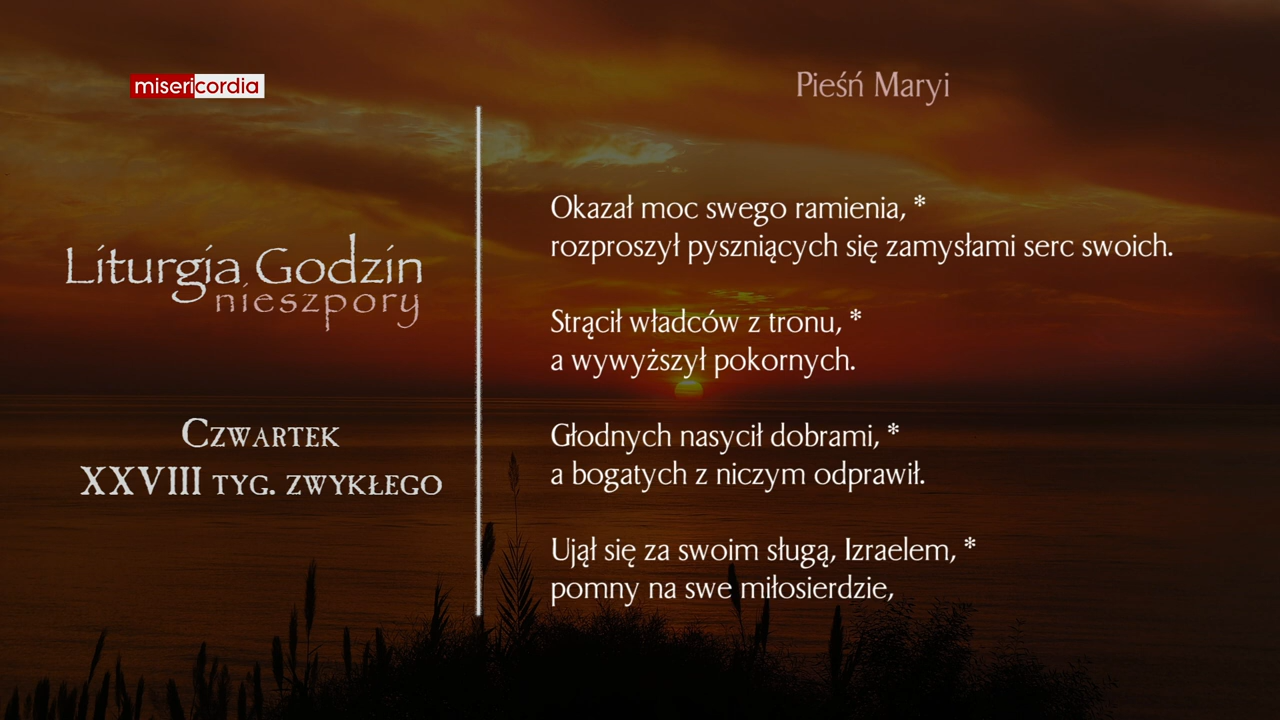 misericordia
Liturgia Godzin
nieszpory
Czwartek
XXVIII tyg. zwykłego
Pieśń Maryi
Okazał moc swego ramienia, *
rozproszył pyszniących się zamysłami serc swoich.
Strącił władców z tronu, *
a wywyższył pokornych.
Głodnych nasycił dobrami, *
a bogatych z niczym odprawił.
Ujął się za swoim sługą, Izraelem, *
pomny na swe miłosierdzie,